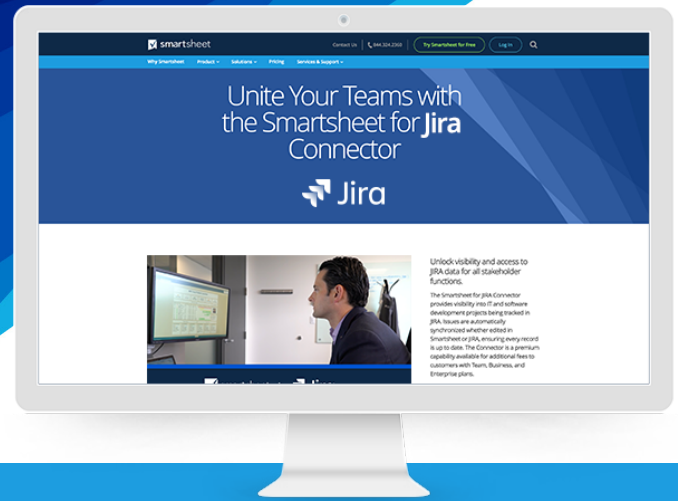 smartsheet
Contact Us 844.324.2360 Try Smartsheet for Free Log In
Why Smartsheet Product Solutions Pricing Services & Support
Unite Your Teams with
the Smartsheet for Jira
Connector
Jira
Unlock visibility and access to
JIRA data for all stakeholder
functions.
The Smartsheet for JIRA Connector
provides visibility into IT and software
development projects being tracked in
JIRA. Issues are automatically
synchronized whether edited in
Smartsheet or JIRA, ensuring every record
is up to date. The Connector is a premium
capability available for additional fees to
customers with Team, Business, and
Enterprise plans.